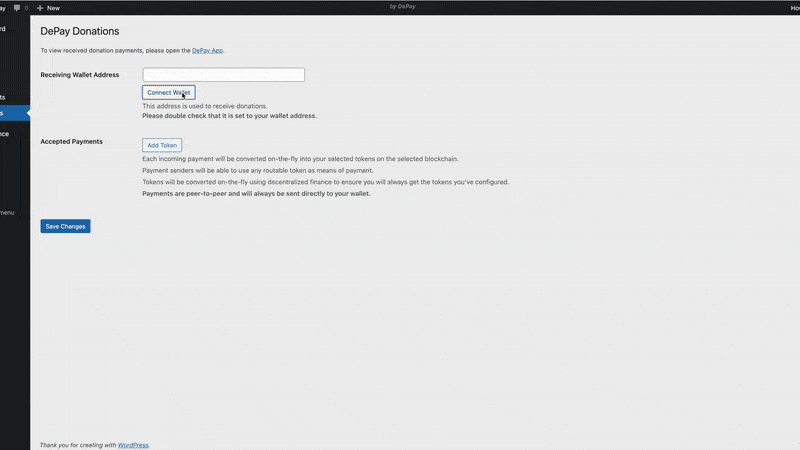 ay 0 + New by DePay Ho
rd
DePay Donations
To view received donation payments, please open the DePay App.
Receiving Wallet Address
Connect Wallet
This address is used to receive donations.
Please double check that it is set to your wallet address.
ts
s
nce
Accepted Payments
Add Token
Each incoming payment will be converted on-the-fly into your selected tokens on the selected blockchain.
Payment senders will be able to use any routable token as means of payment.
Tokens will be converted on-the-fly using decentralized finance to ensure you will always get the tokens you've configured.
Payments are peer-to-peer and will always be sent directly to your wallet.
menu
Save Changes
Thank you for creating with WordPress.